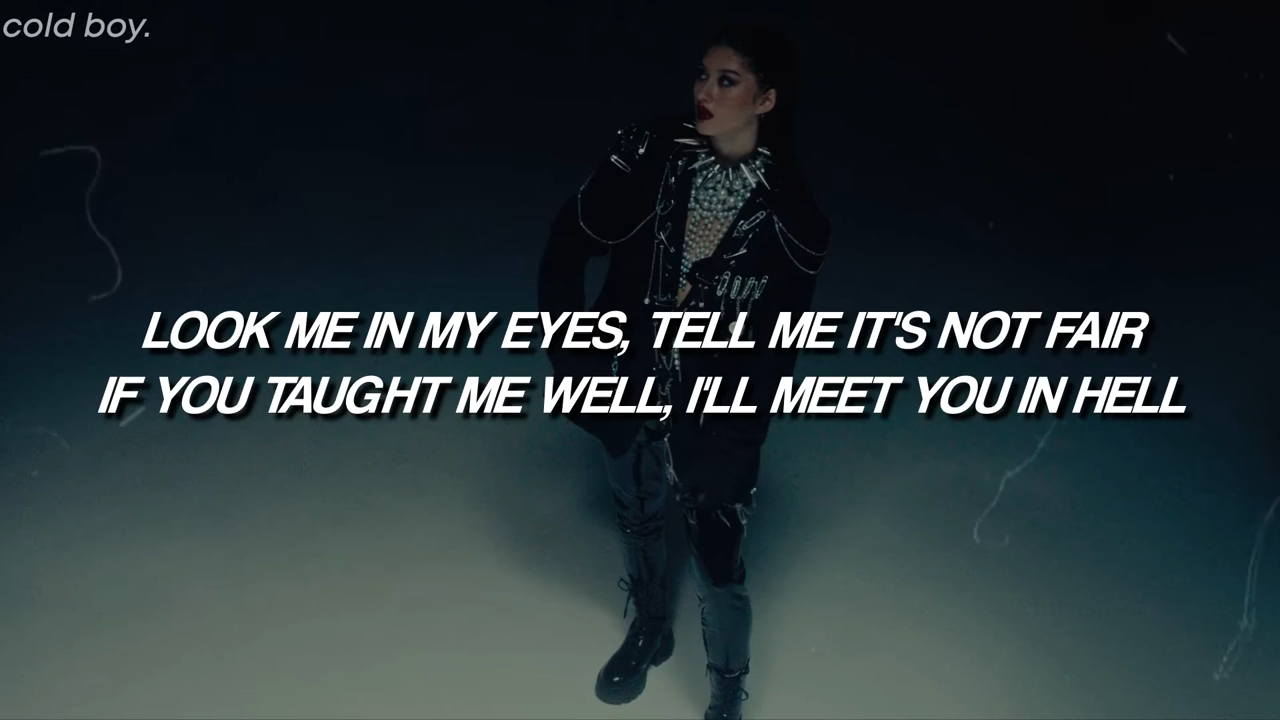 cold boy.
LOOK ME IN MY EYES, TELL ME IT'S NOT FAIR
IF YOU TAUGHT ME WELL, I'LL MEET YOU IN HELL